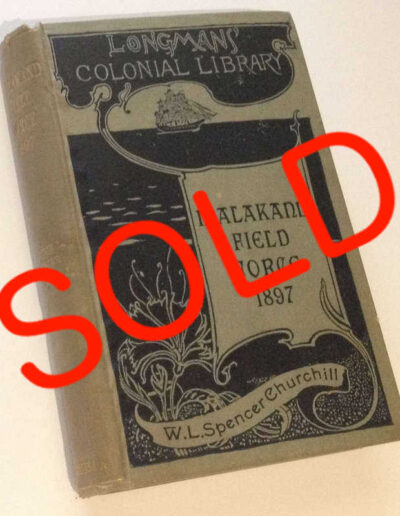 LONGMANS'
COLONIAL LIBRARY
MALAKAND
FIELD
FORCE
1897
W.L. Spencer Churchill
SOLD